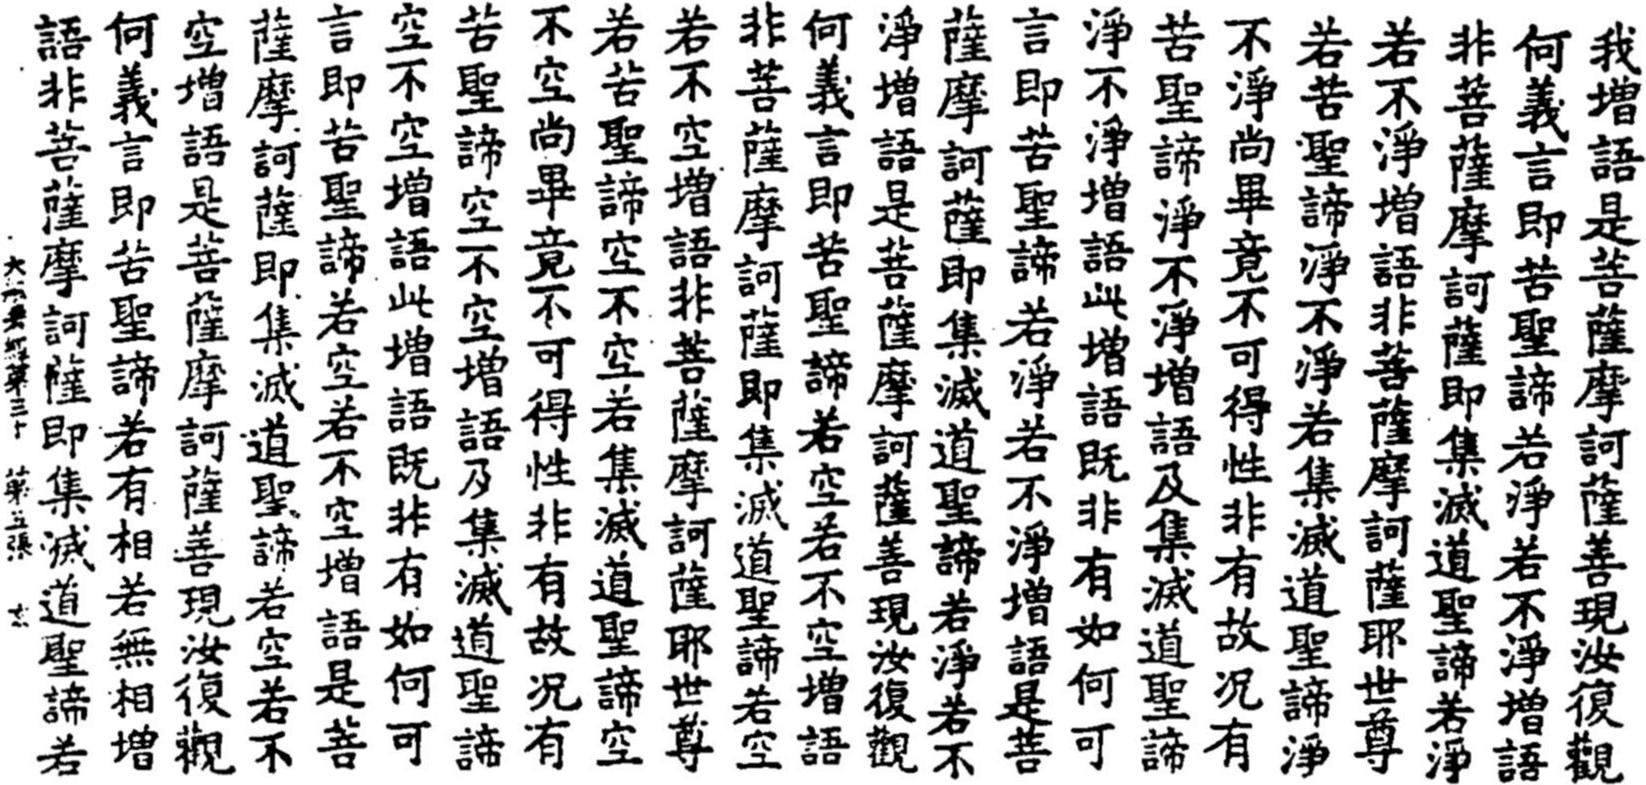 我增語是菩薩摩訶薩善現汝復觀
何義言即苦聖諦若淨若不淨增語
非菩薩摩訶薩即集滅道聖諦若淨
若不淨增語非菩薩摩訶薩耶世尊
若苦聖諦淨不淨若集滅道聖諦淨
不淨尚畢竟不可得性非有故况有
苦聖諦淨不淨增語及集滅道聖諦
淨不淨增語此增語既非有如何可
言即苦聖諦若淨若不淨增語是菩
薩摩訶薩即集滅道聖諦若淨若不
淨增語是菩薩摩訶薩善現汝復觀
何義言即苦聖諦若空若不空增語
非菩薩摩訶薩即集滅道聖諦若空
若不空增語非菩薩摩訶薩耶世尊
若苦聖諦空不空若集滅道聖諦空
不空尚畢竟不可得性非有故况有
苦聖諦空不空增語及集滅道聖諦
空不空增語此增語既非有如何可
言即苦聖諦若空若不空增語是菩
薩摩訶薩即集滅道聖諦若空若不
空增語是菩薩摩訶薩善現汝復觀
何義言即苦聖諦若有相若無相增
語非菩薩摩訶薩即集滅道聖諦若
大般若經第三十 第五張